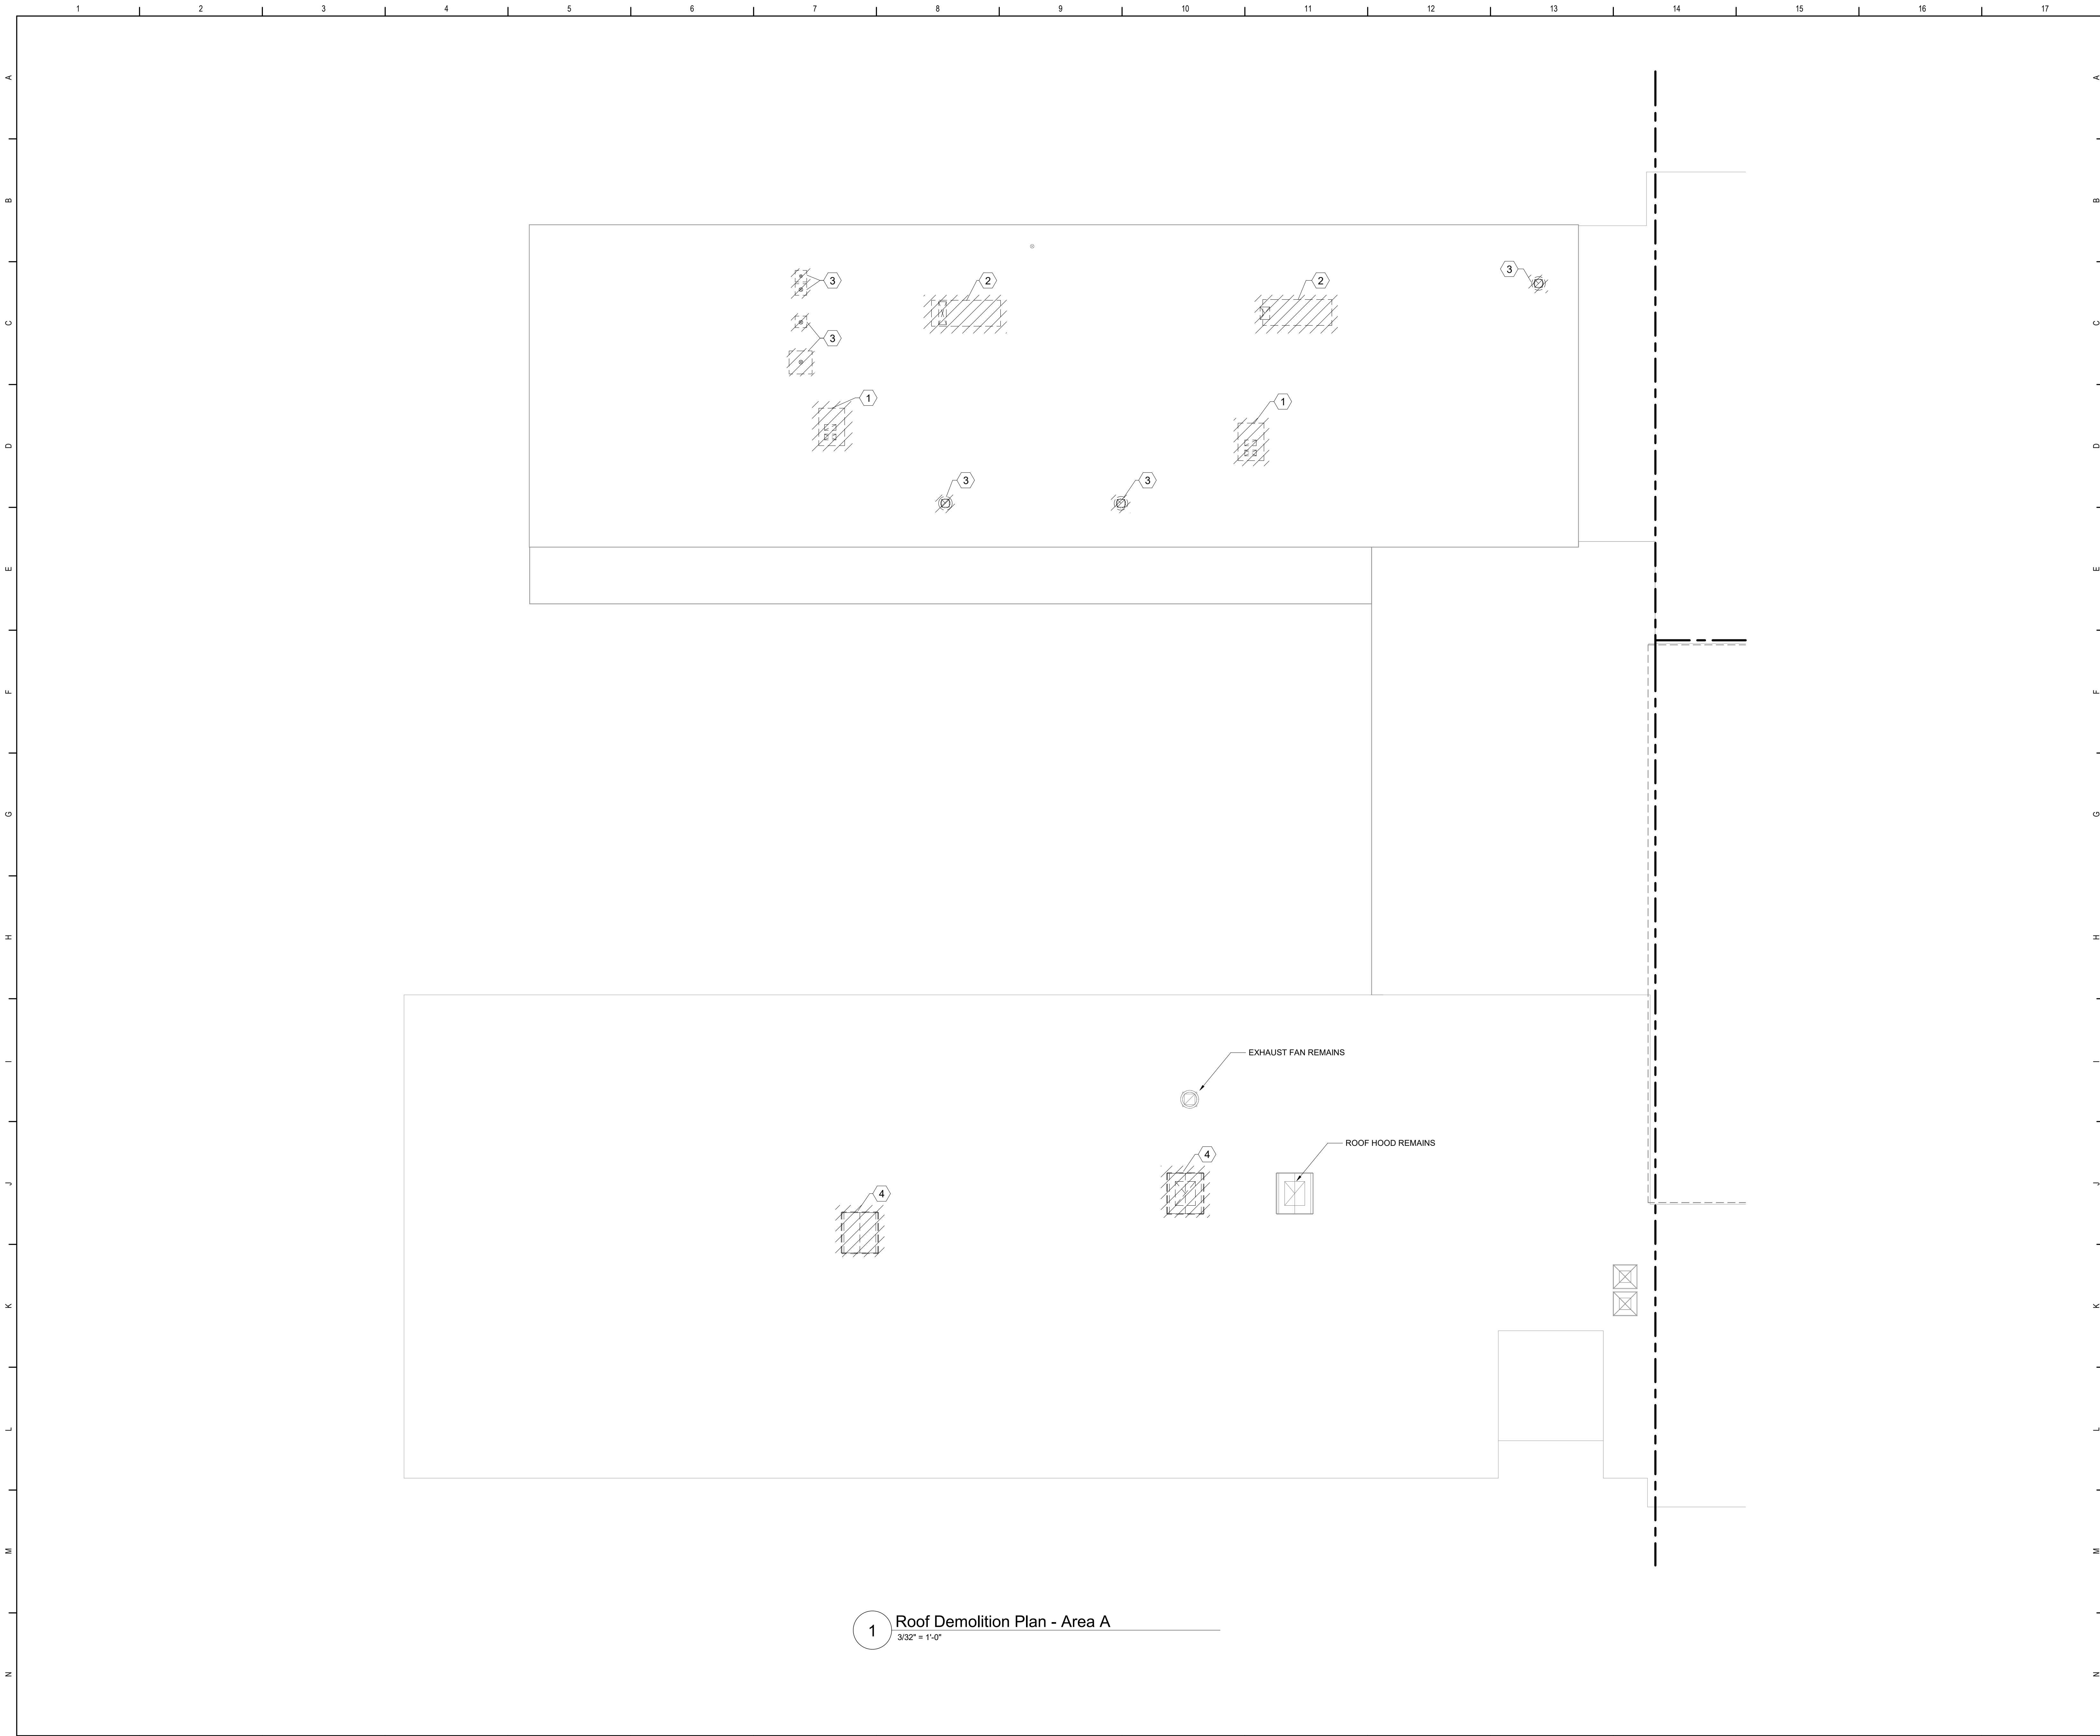 1 2 3 4 5 6 7 8 9 10 11 12 13 14 15 16 17
A A
B B
3 2 2 3
C C
3
1 1
D D
3 3
E E
F F
G G
H H
EXHAUST FAN REMAINS
I I
ROOF HOOD REMAINS
4
J J
4
K K
L L
M M
1 Roof Demolition Plan - Area A
3/32" = 1'-0"
N N